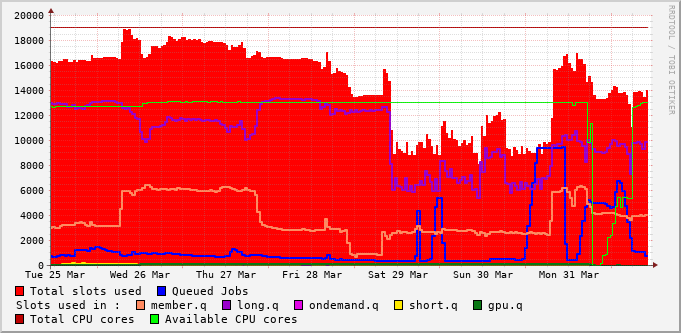 20000
18000
16000
14000
12000
10000
8000
6000
4000
2000
0
Tue 25 Mar Wed 26 Mar Thu 27 Mar Fri 28 Mar Sat 29 Mar Sun 30 Mar Mon 31 Mar
Total slots used Queued Jobs
Slots used in : member.q long.q ondemand.q short.q gpu.q
Total CPU cores Available CPU cores
RRDTOOL / TOBI OETIKER